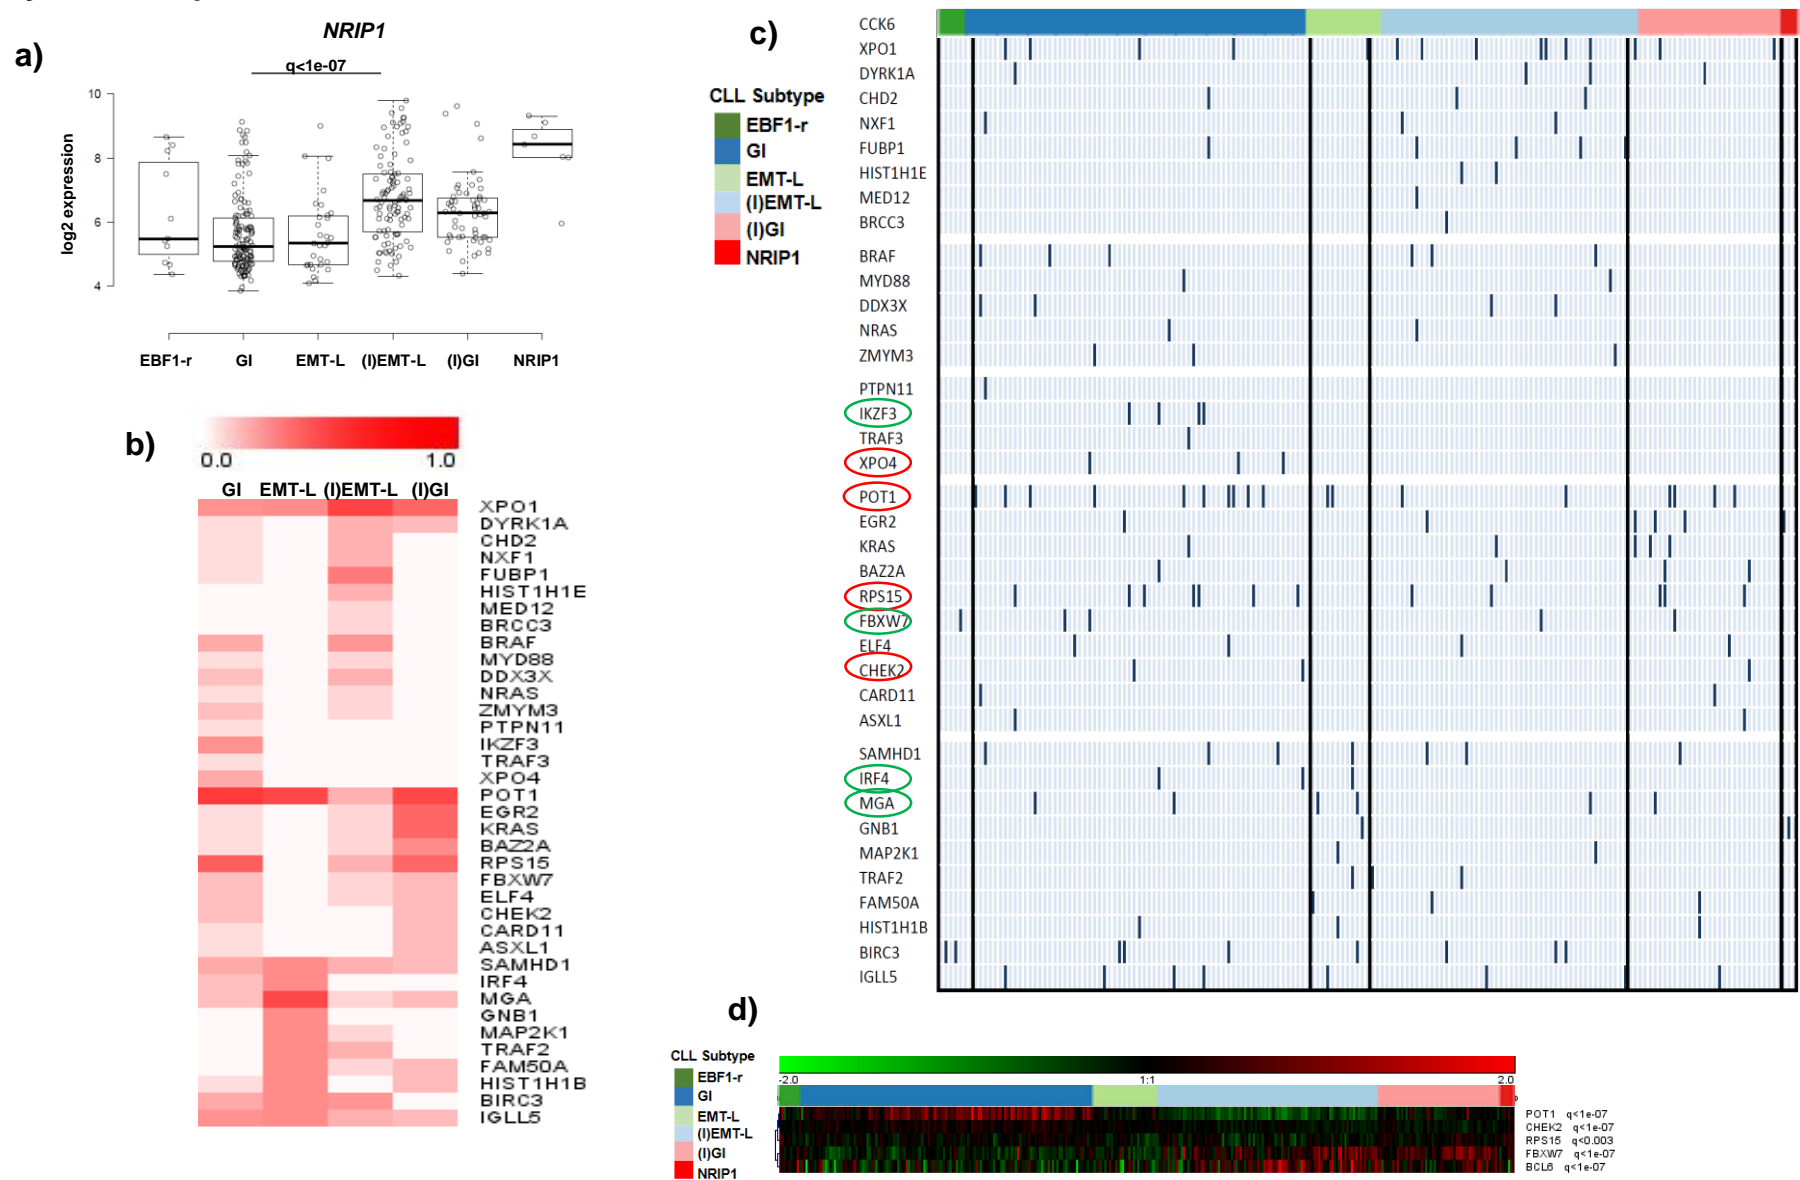 a)
NRIP1
q<1e-07
log2 expression
10
8
6
4
EBF1-r GI EMT-L (I)EMT-L (I)GI NRIP1
b)
0.0 1.0
GI EMT-L (I)EMT-L (I)GI
XPO1
DYRK1A
CHD2
NXF1
FUBP1
HIST1H1E
MED12
BRCC3
BRAF
MYD88
DDX3X
NRAS
ZMYM3
PTPN11
IKZF3
TRAF3
XPO4
POT1
EGR2
KRAS
BAZ2A
RPS15
FBXW7
ELF4
CHEK2
CARD11
ASXL1
SAMHD1
IRF4
MGA
GNB1
MAP2K1
TRAF2
FAM50A
HIST1H1B
BIRC3
IGLL5
c)
CLL Subtype
EBF1-r
GI
EMT-L
(I)EMT-L
(I)GI
NRIP1
CCK6
XPO1
DYRK1A
CHD2
NXF1
FUBP1
HIST1H1E
MED12
BRCC3
BRAF
MYD88
DDX3X
NRAS
ZMYM3
PTPN11
IKZF3
TRAF3
XPO4
POT1
EGR2
KRAS
BAZ2A
RPS15
FBXW7
ELF4
CHEK2
CARD11
ASXL1
SAMHD1
IRF4
MGA
GNB1
MAP2K1
TRAF2
FAM50A
HIST1H1B
BIRC3
IGLL5
d)
CLL Subtype
EBF1-r
GI
EMT-L
(I)EMT-L
(I)GI
NRIP1
-2.0 1:1 2.0
POT1 q<1e-07
CHEK2 q<1e-07
RPS15 q<0.003
FBXW7 q<1e-07
BCL6 q<1e-07